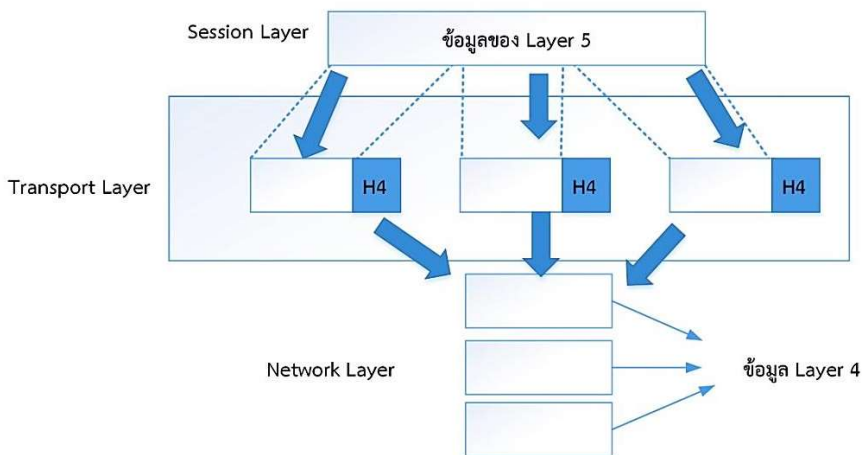 Session Layer
ข้อมูลของ Layer 5
Transport Layer
H4
H4
H4
Network Layer
ข้อมูล Layer 4